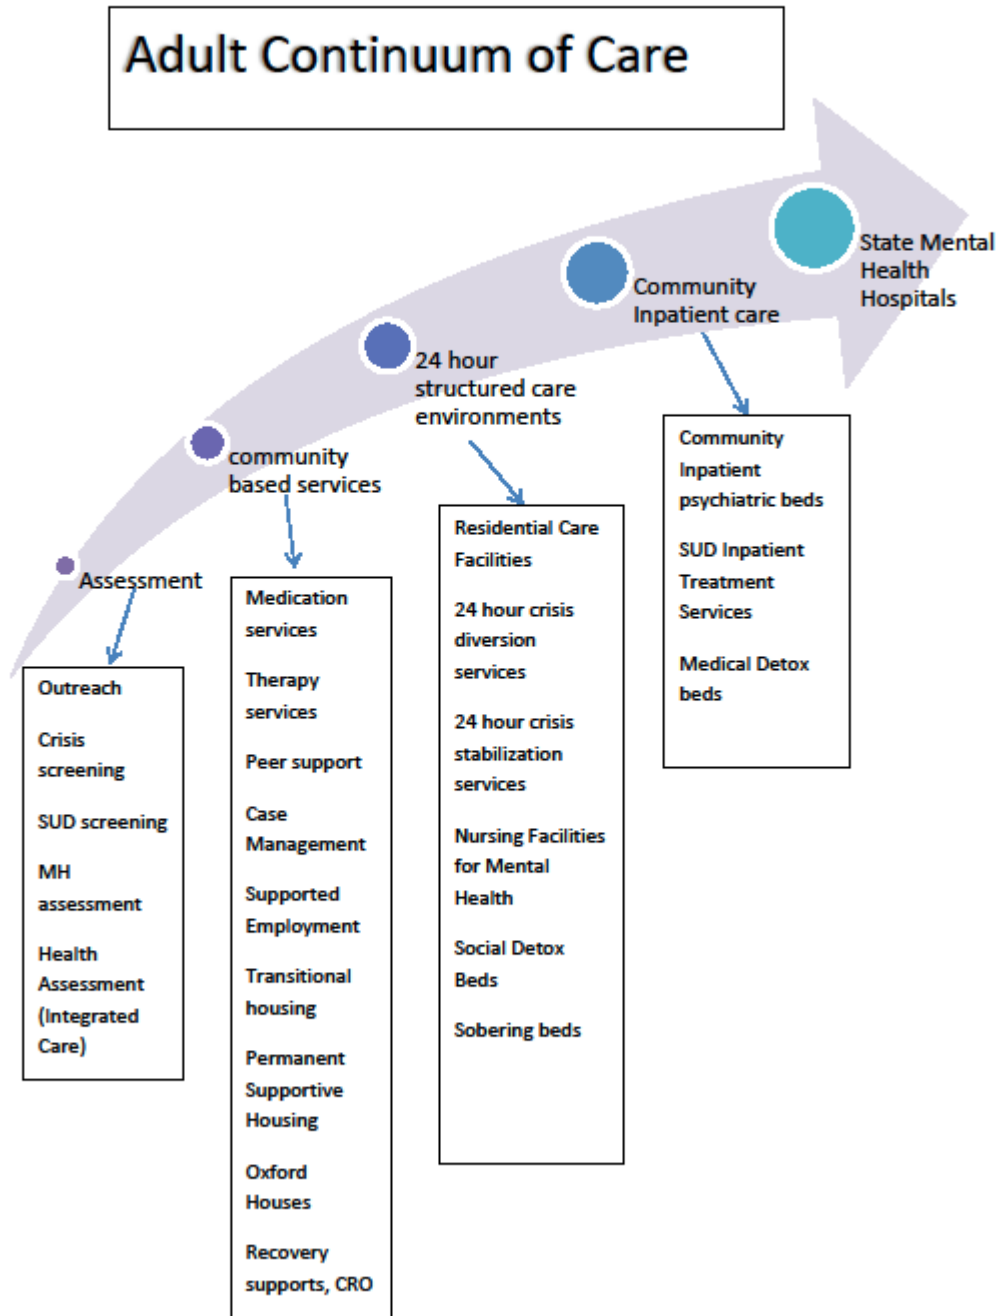 Adult Continuum of Care
State Mental
Health
Hospitals
Community
Inpatient care
24 hour
structured care
environments
community
based services
Assessment
Outreach
Crisis
screening
SUD screening
MH
assessment
Health
Assessment
(Integrated
Care)
Medication
services
Therapy
services
Peer support
Case
Management
Supported
Employment
Transitional
housing
Permanent
Supportive
Housing
Oxford
Houses
Recovery
supports, CRO
Residential Care
Facilities
24 hour crisis
diversion
services
24 hour crisis
stabilization
services
Nursing Facilities
for Mental
Health
Social Detox
Beds
Sobering beds
Community
Inpatient
psychiatric beds
SUD Inpatient
Treatment
Services
Medical Detox
beds